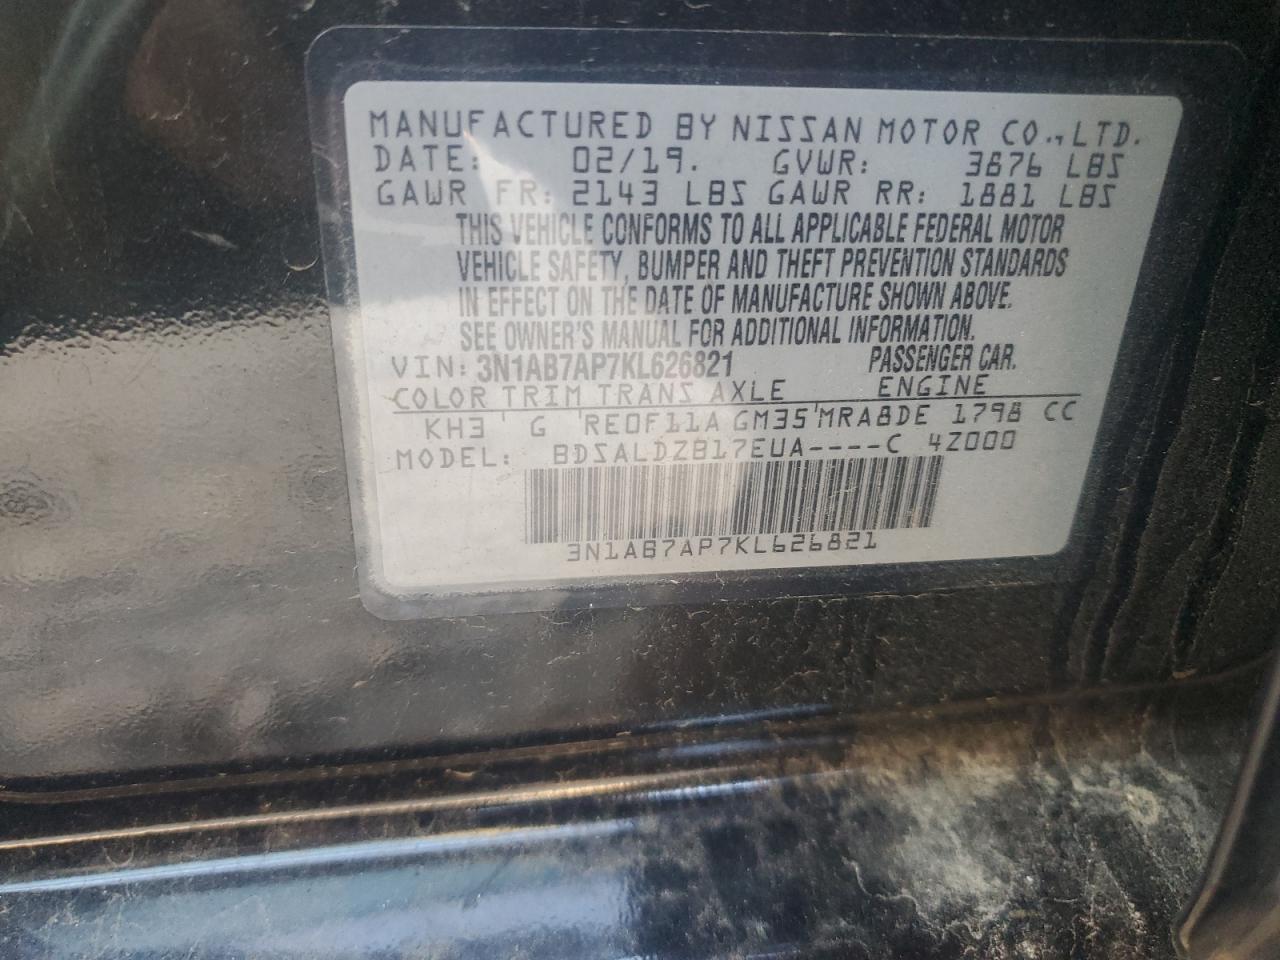 MANUFACTURED BY NISSAN MOTOR CO., LTD.
DATE: 02/19. GVWR: 3876 LBS
GAWR FR: 2143 LBS GAWR RR: 1881 LBS
THIS VEHICLE CONFORMS TO ALL APPLICABLE FEDERAL MOTOR
VEHICLE SAFETY, BUMPER AND THEFT PREVENTION STANDARDS
IN EFFECT ON THE DATE OF MANUFACTURE SHOWN ABOVE.
SEE OWNER'S MANUAL FOR ADDITIONAL INFORMATION.
VIN: 3N1AB7AP7KL626821 PASSENGER CAR.
COLOR TRIM TRANS AXLE ENGINE
KH3 G RE0F11A GM35 MRA8DE 1798 CC
MODEL: BDSALDZB17EUA----C 4Z000
3N1AB7AP7KL626821